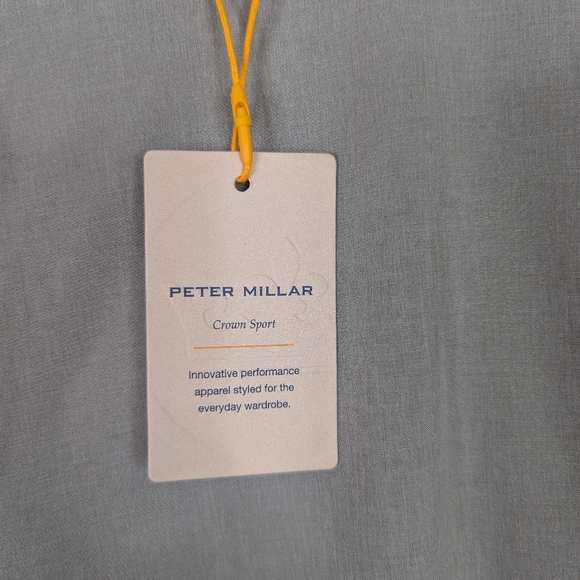 PETER MILLAR
Crown Sport
Innovative performance
apparel styled for the
everyday wardrobe.